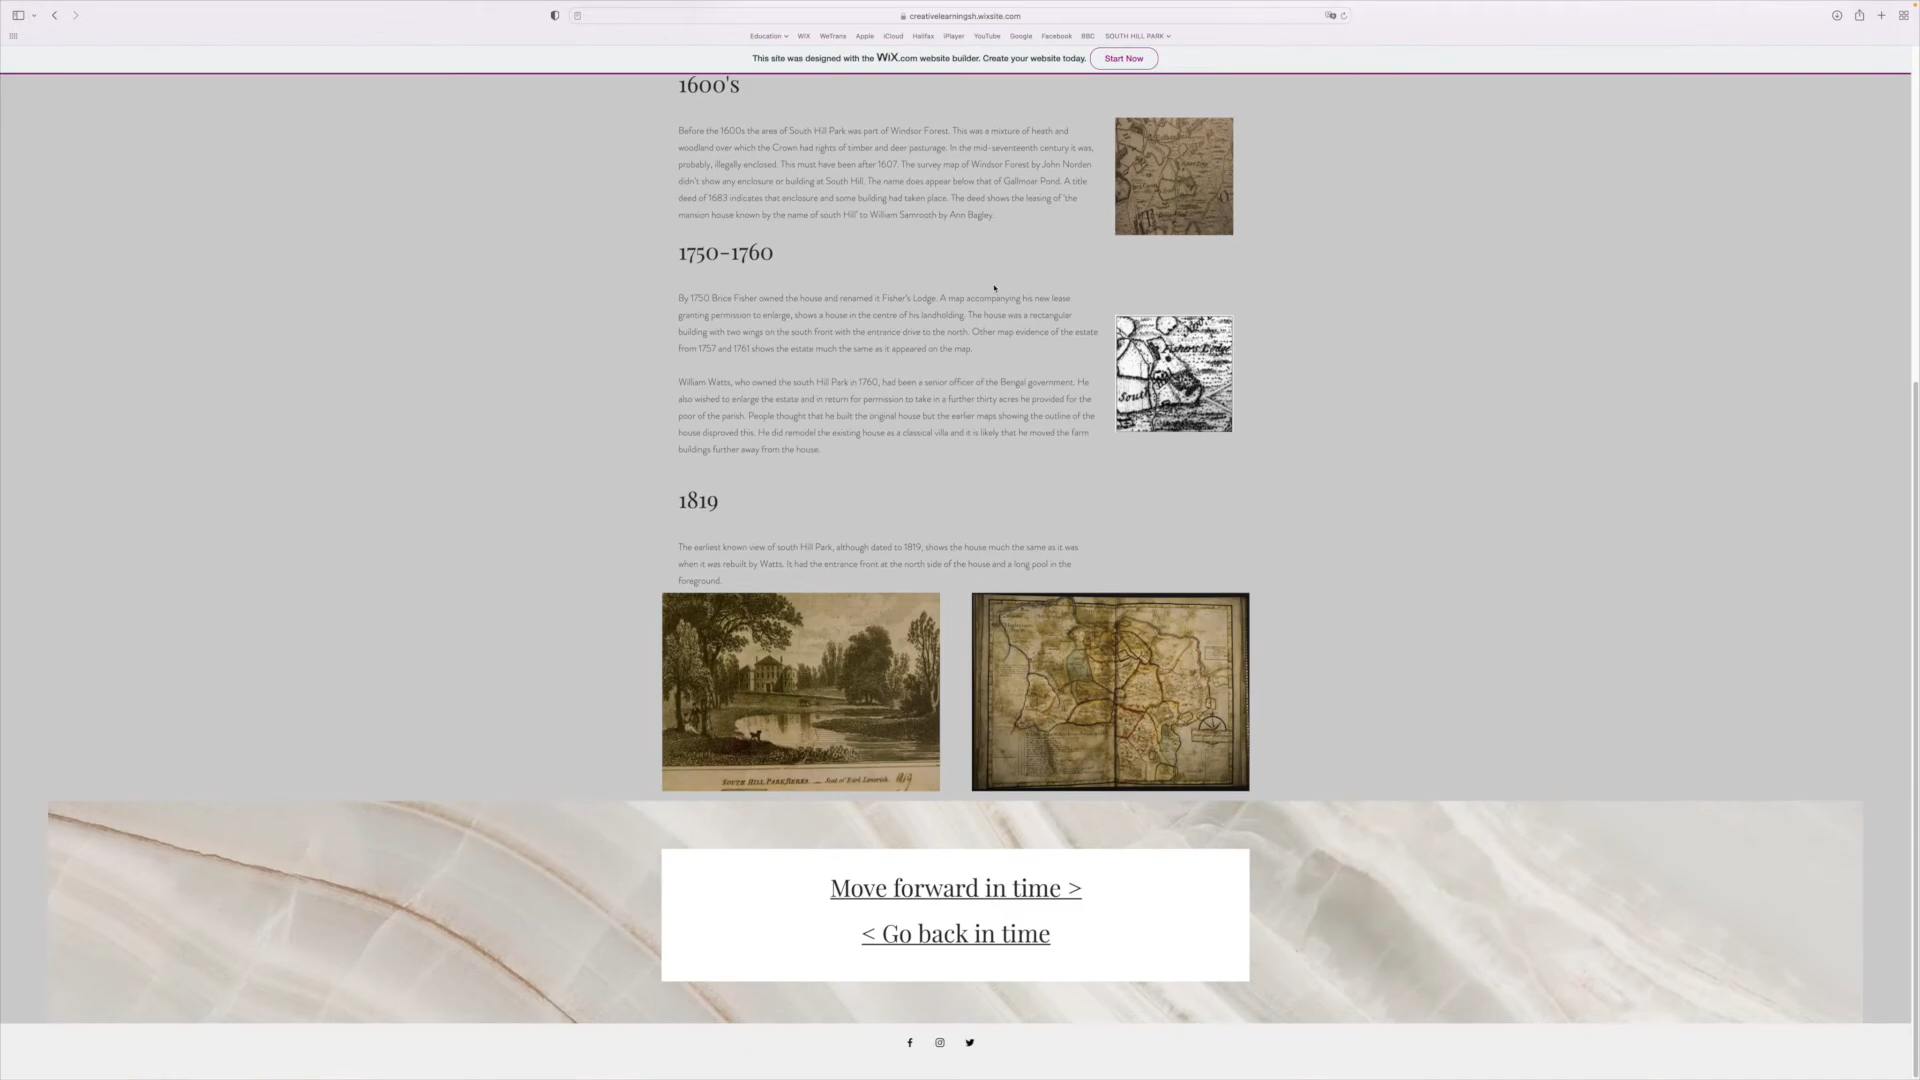 creativelearningsh.wixsite.com
Education WIX WeTrans Apple iCloud Halifax iPlayer YouTube Google Facebook BBC SOUTH HILL PARK
This site was designed with the WiX.com website builder. Create your website today. Start Now
1600's
Before the 1600s the area of South Hill Park was part of Windsor Forest. This was a mixture of heath and
woodland over which the Crown had rights of timber and deer pasturage. In the mid-seventeenth century it was,
probably, illegally enclosed. This must have been after 1607. The survey map of Windsor Forest by John Norden
didn't show any enclosure or building at South Hill. The name does appear below that of Gallmoar Pond. A title
deed of 1683 indicates that enclosure and some building had taken place. The deed shows the leasing of 'the
mansion house known by the name of south Hill' to William Samrooth by Ann Bagley.
1750-1760
By 1750 Brice Fisher owned the house and renamed it Fisher's Lodge. A map accompanying his new lease
granting permission to enlarge, shows a house in the centre of his landholding. The house was a rectangular
building with two wings on the south front with the entrance drive to the north. Other map evidence of the estate
from 1757 and 1761 shows the estate much the same as it appeared on the map.
Fisher's Lodge
South
William Watts, who owned the south Hill Park in 1760, had been a senior officer of the Bengal government. He
also wished to enlarge the estate and in return for permission to take in a further thirty acres he provided for the
poor of the parish. People thought that he built the original house but the earlier maps showing the outline of the
house disproved this. He did remodel the existing house as a classical villa and it is likely that he moved the farm
buildings further away from the house.
1819
The earliest known view of south Hill Park, although dated to 1819, shows the house much the same as it was
when it was rebuilt by Watts. It had the entrance front at the north side of the house and a long pool in the
foreground.
SOUTH HILL PARK, BERKS. — Seat of Earl Limerick. 1819
Move forward in time >
< Go back in time